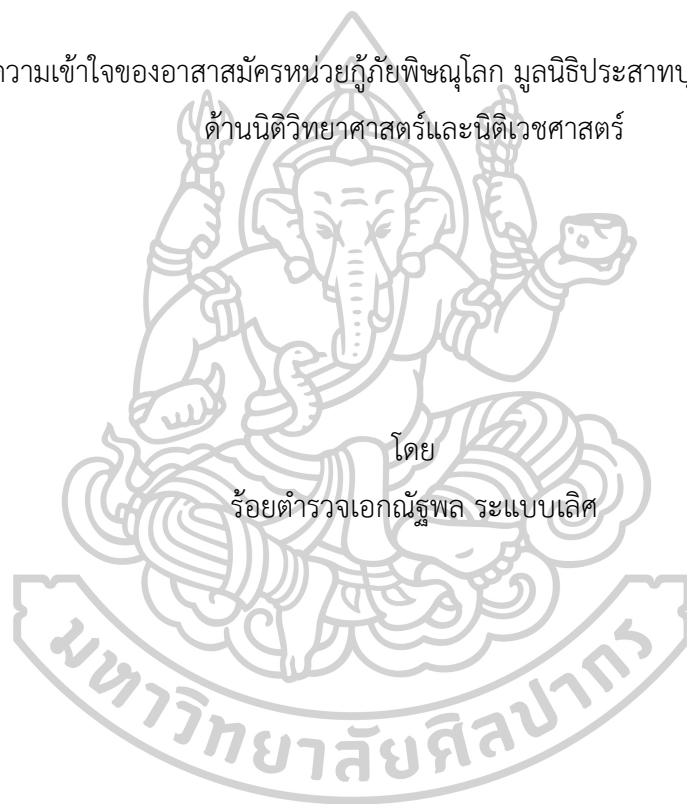 วามเข้าใจของอาสาสมัครหน่วยกู้ภัยพิษณุโลก มูลนิธิประสาทบุ
ด้านนิติวิทยาศาสตร์และนิติเวชศาสตร์
โดย
ร้อยตำรวจเอกณัฐพล ระแบบเลิศ
มหาวิทยาลัยศิลปากร